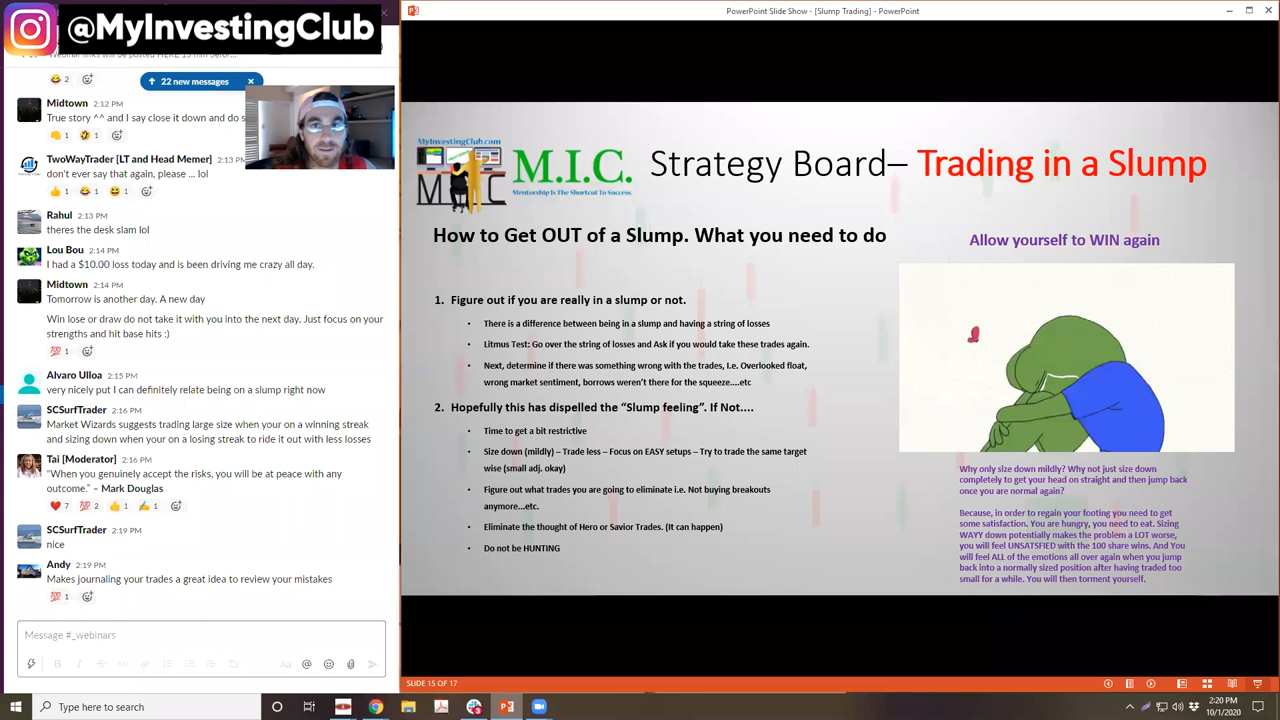 @MyInvestingClub
22 new messages
PowerPoint Slide Show - [Slump Trading] - PowerPoint
2
Midtown 2:12 PM
True story ^^ and I say close it down and do s
1 1
TwoWayTrader [LT and Head Memer] 2:13 PM
don't ever say that again, please ... lol
1 1 1
Rahul 2:13 PM
theres the desk slam lol
Lou Bou 2:14 PM
I had a $10.00 loss today and is been driving me crazy all day.
Midtown 2:14 PM
Tomorrow is another day. A new day
Win lose or draw do not take it with you into the next day. Just focus on your
strengths and hit base hits :)
1
Alvaro Ulloa 2:15 PM
very nicely put I can definitely relate being on a slump right now
SCSurfTrader 2:16 PM
Market Wizards suggests trading large size when your on a winning streak
and sizing down when your on a losing streak to ride it out with less losses
Tai [Moderator] 2:16 PM
"When you genuinely accept the risks, you will be at peace with any
outcome." – Mark Douglas
7 2 1 1
SCSurfTrader 2:19 PM
nice
Andy 2:19 PM
Makes journaling your trades a great idea to review your mistakes
1
Message #_webinars
MyInvestingClub.com
M.I.C.
Mentorship Is The Shortcut To Success
Strategy Board– Trading in a Slump
How to Get OUT of a Slump. What you need to do
Allow yourself to WIN again
1. Figure out if you are really in a slump or not.
• There is a difference between being in a slump and having a string of losses
• Litmus Test: Go over the string of losses and Ask if you would take these trades again.
• Next, determine if there was something wrong with the trades, I.e. Overlooked float,
wrong market sentiment, borrows weren't there for the squeeze....etc
2. Hopefully this has dispelled the "Slump feeling". If Not....
• Time to get a bit restrictive
• Size down (mildly) – Trade less – Focus on EASY setups – Try to trade the same target
wise (small adj. okay)
• Figure out what trades you are going to eliminate i.e. Not buying breakouts
anymore...etc.
• Eliminate the thought of Hero or Savior Trades. (It can happen)
• Do not be HUNTING
Why only size down mildly? Why not just size down
completely to get your head on straight and then jump back
once you are normal again?
Because, in order to regain your footing you need to get
some satisfaction. You are hungry, you need to eat. Sizing
WAYY down potentially makes the problem a LOT worse,
you will feel UNSATSFIED with the 100 share wins. And You
will feel ALL of the emotions all over again when you jump
back into a normally sized position after having traded too
small for a while. You will then torment yourself.
SLIDE 15 OF 17
Type here to search
2:20 PM
10/1/2020